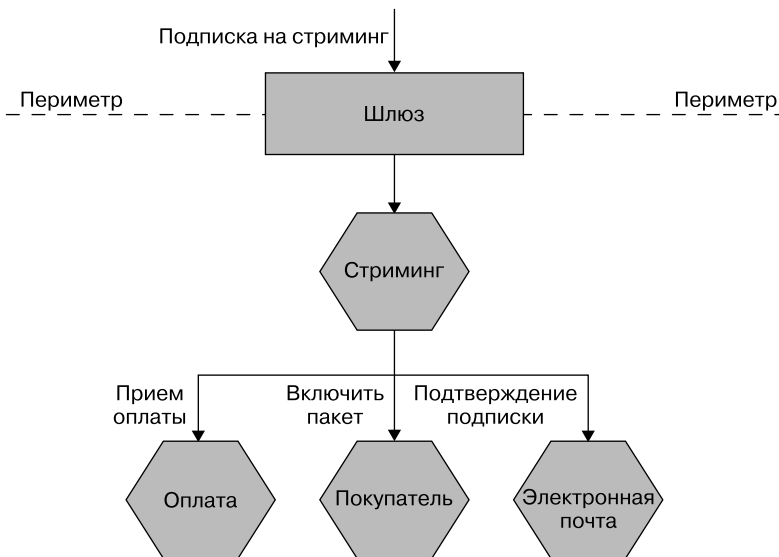 Подписка на стриминг
Периметр
Периметр
Шлюз
Стриминг
Прием
оплаты
Включить
пакет
Подтверждение
подписки
Оплата
Покупатель
Электронная
почта